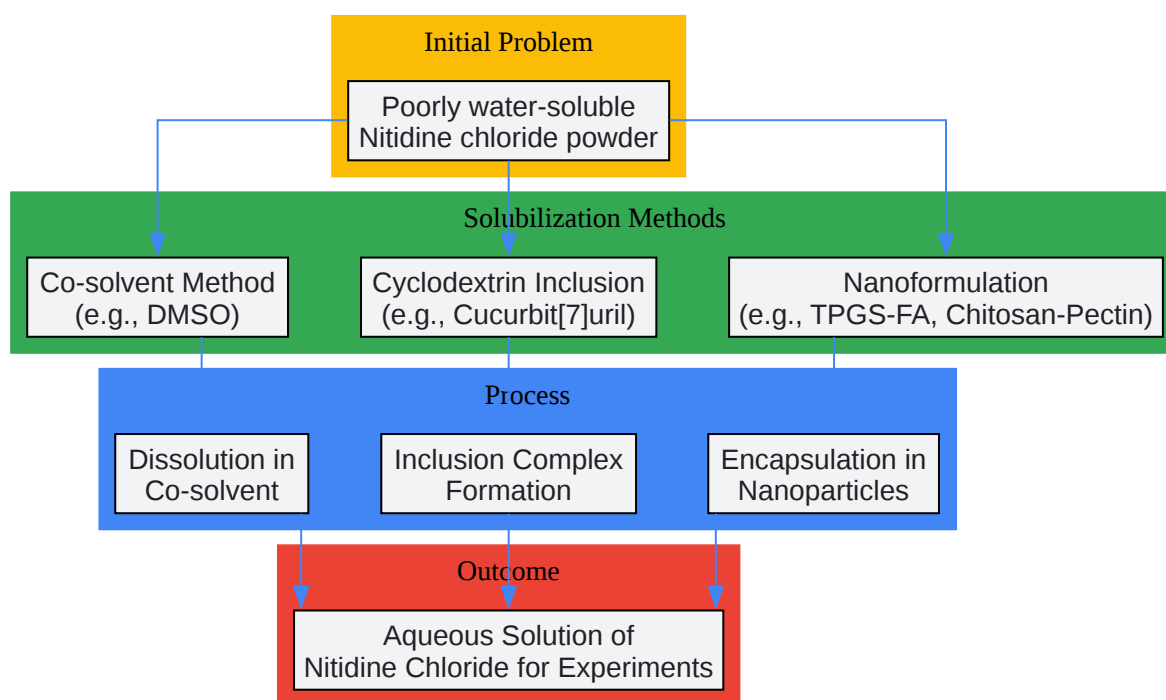 Initial Problem
Poorly water-soluble
Nitidine chloride powder
Solubilization Methods
Co-solvent Method
(e.g., DMSO)
Cyclodextrin Inclusion
(e.g., Cucurbit[7]uril)
Nanoformulation
(e.g., TPGS-FA, Chitosan-Pectin)
Process
Dissolution in
Co-solvent
Inclusion Complex
Formation
Encapsulation in
Nanoparticles
Outcome
Aqueous Solution of
Nitidine Chloride for Experiments